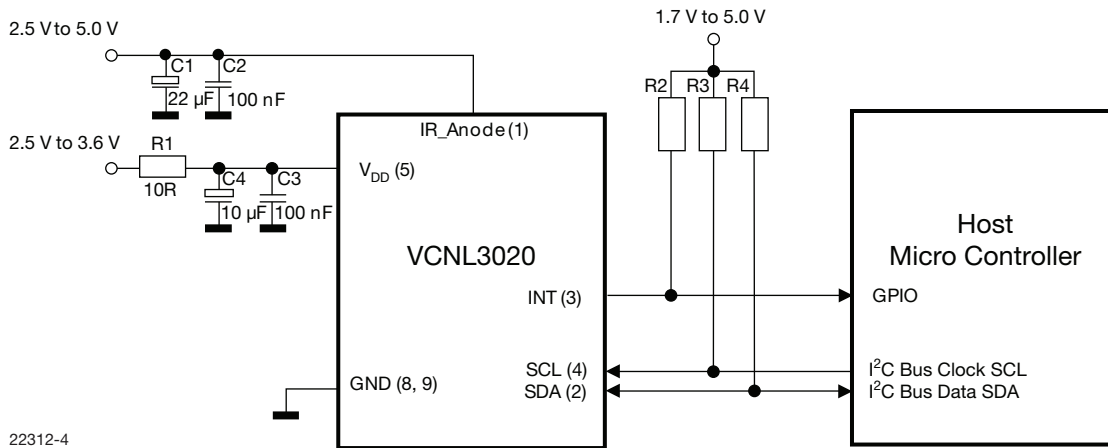 2.5 V to 5.0 V
C1
C2
22 µF
100 nF
1.7 V to 5.0 V
R2
R3
R4
2.5 V to 3.6 V
R1
10R
C4
C3
10 µF
100 nF
IR_Anode (1)
V_DD (5)
VCNL3020
INT (3)
GND (8, 9)
SCL (4)
SDA (2)
Host
Micro Controller
GPIO
I²C Bus Clock SCL
I²C Bus Data SDA
22312-4